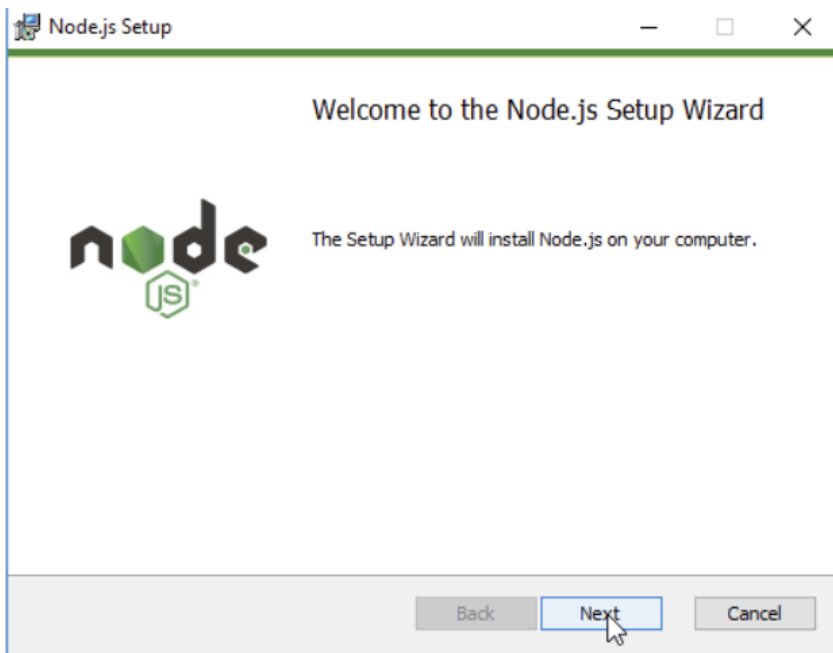 Node.js Setup
Welcome to the Node.js Setup Wizard
node
JS®
The Setup Wizard will install Node.js on your computer.
Back
Next
Cancel